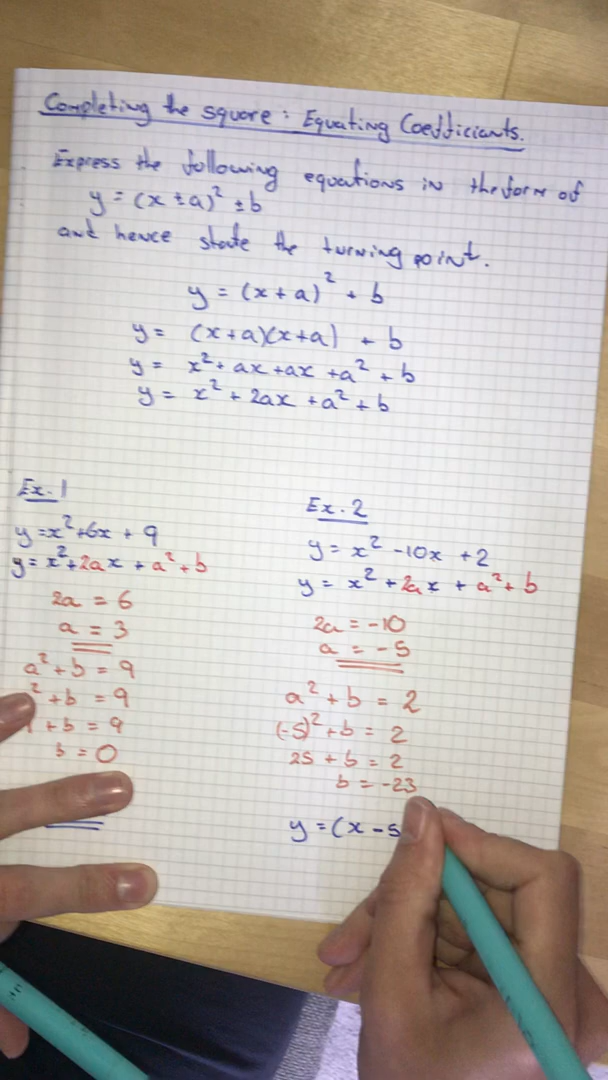 Completing the square: Equating Coefficients.
Express the following equations in the form of
y = (x ± a)² ± b
and hence state the turning point.
y = (x + a)² + b
y = (x+a)(x+a) + b
y = x² + ax + ax + a² + b
y = x² + 2ax + a² + b
Ex. 1
y = x² + 6x + 9
y = x² + 2ax + a² + b
2a = 6
a = 3
a² + b = 9
² + b = 9
+ b = 9
b = 0
Ex. 2
y = x² - 10x + 2
y = x² + 2ax + a² + b
2a = -10
a = -5
a² + b = 2
(-5)² + b = 2
25 + b = 2
b = -23
y = (x - 5